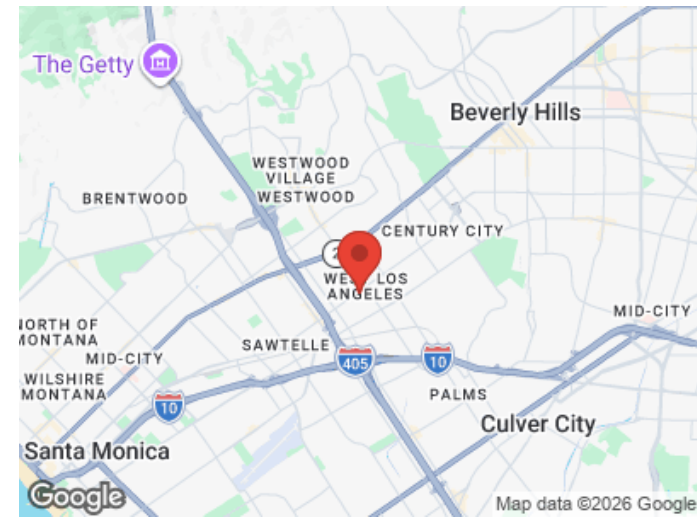 The Getty
Beverly Hills
WESTWOOD
VILLAGE
WESTWOOD
BRENTWOOD
CENTURY CITY
2
WEST LOS
ANGELES
MID-CITY
NORTH OF
MONTANA
MID-CITY
SAWTELLE
405
10
WILSHIRE
MONTANA
10
PALMS
Culver City
Santa Monica
Google
Map data ©2026 Google